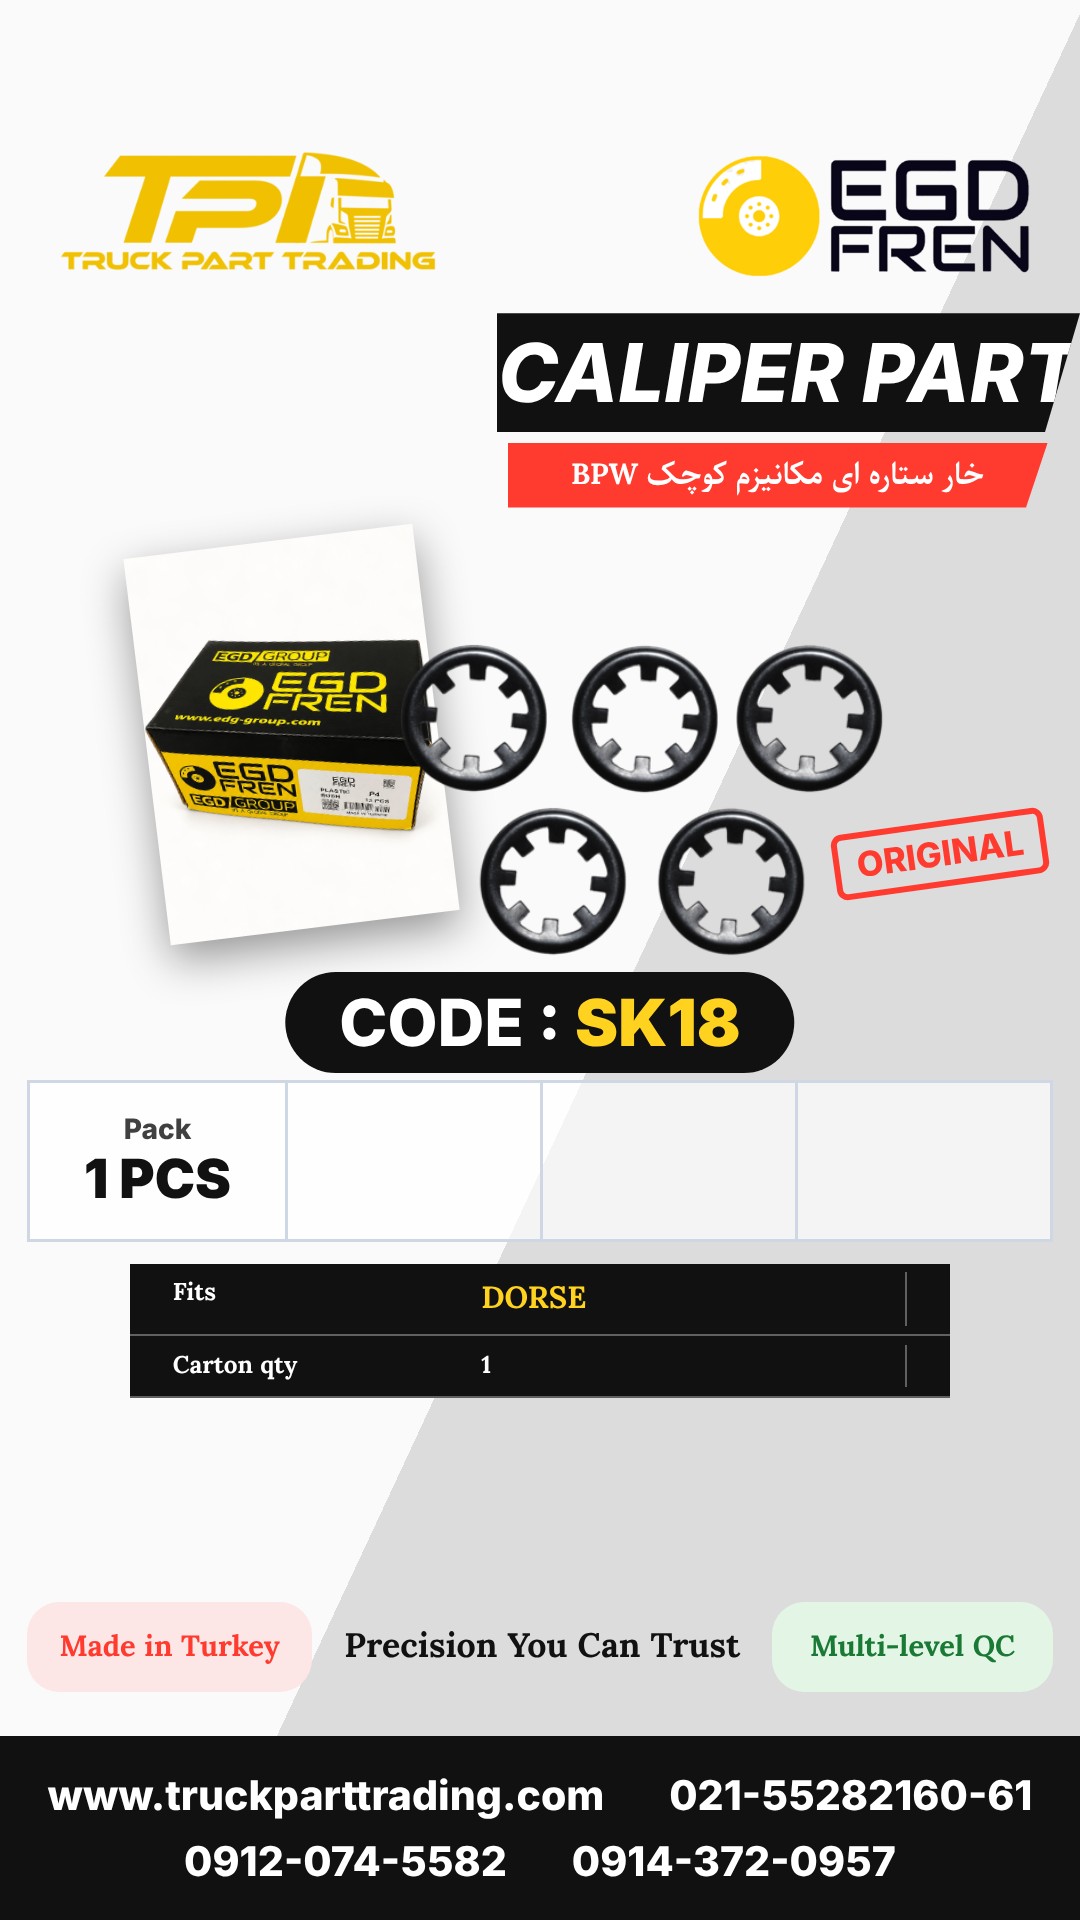 TPI
TRUCK PART TRADING
EGD
FREN
CALIPER PART
خار ستاره ای مکانیزم کوچک BPW
EGD GROUP
EGD
FREN
www.edg-group.com
EGD
FREN
EGD GROUP
EGD
FREN
P4
ORIGINAL
CODE : SK18
Pack
1 PCS
Fits DORSE
Carton qty 1
Made in Turkey
Precision You Can Trust
Multi-level QC
www.truckparttrading.com 021-55282160-61
0912-074-5582 0914-372-0957